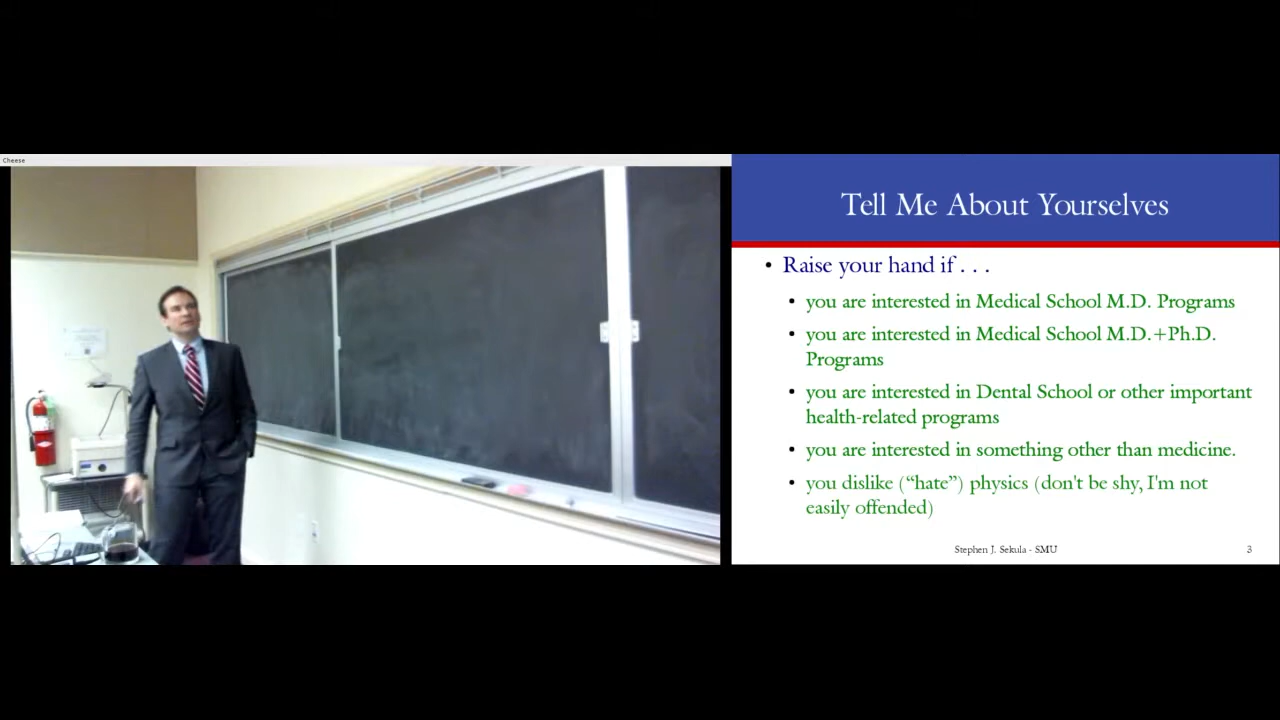 Cheese
Tell Me About Yourselves
• Raise your hand if . . .
• you are interested in Medical School M.D. Programs
• you are interested in Medical School M.D.+Ph.D.
Programs
• you are interested in Dental School or other important
health-related programs
• you are interested in something other than medicine.
• you dislike (“hate”) physics (don't be shy, I'm not
easily offended)
Stephen J. Sekula - SMU
3